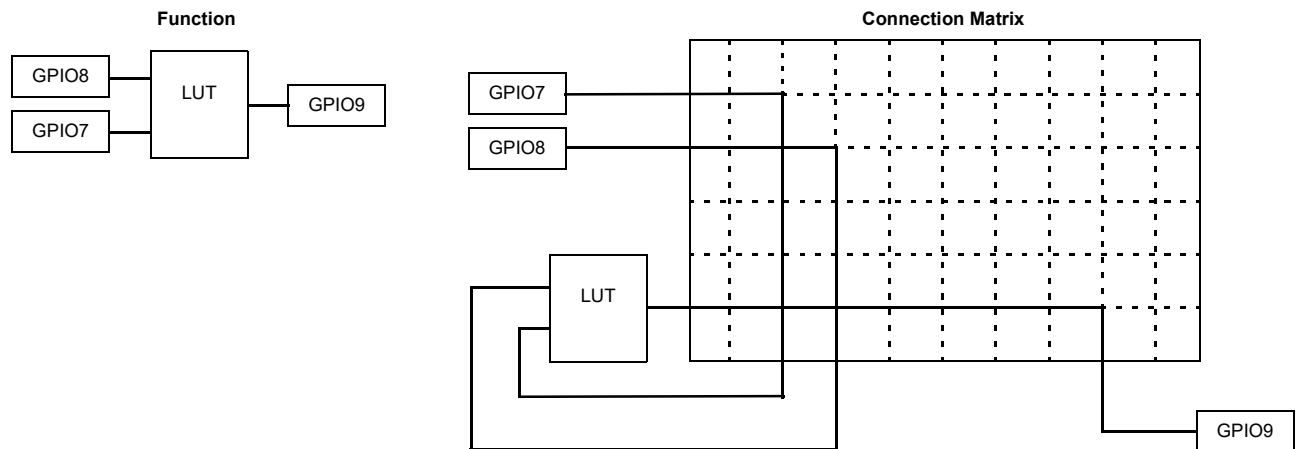 Function
GPIO8
GPIO7
LUT
GPIO9
Connection Matrix
GPIO7
GPIO8
LUT
GPIO9